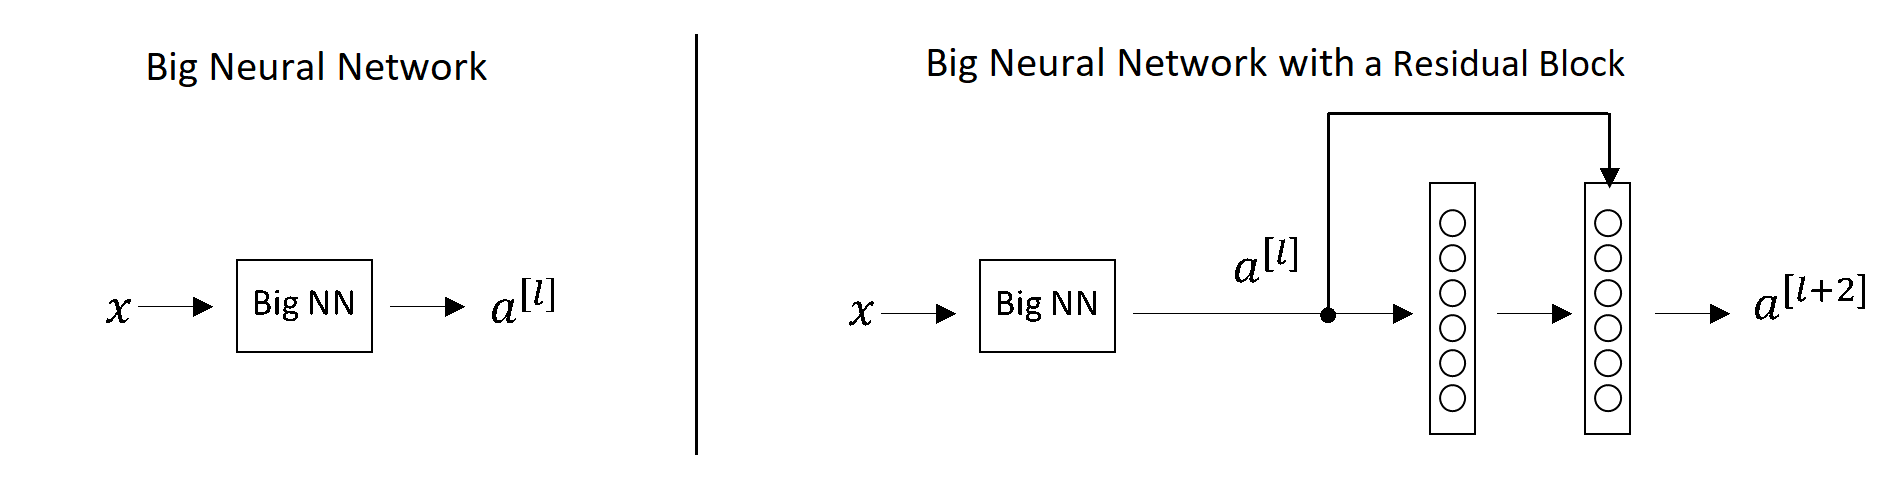 Big Neural Network
x
Big NN
a^[l]
Big Neural Network with a Residual Block
x
Big NN
a^[l]
a^[l+2]